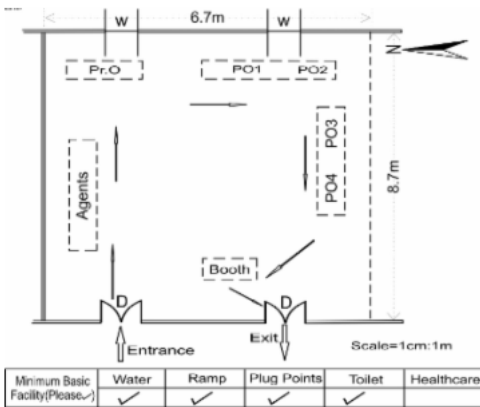 W 6.7m W
N
Pr.O PO1 PO2
PO3
PO4
Agents
8.7m
Booth
D D
Entrance Exit
Scale=1cm:1m
Minimum Basic Facility(Please✓) Water Ramp Plug Points Toilet Healthcare
✓ ✓ ✓ ✓